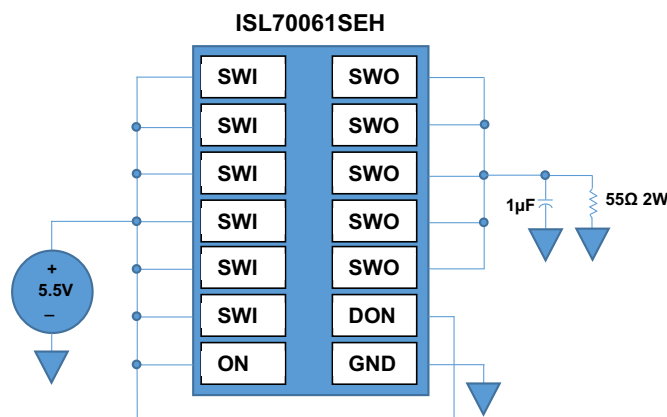 ISL70061SEH
SWI SWO
SWI SWO
SWI SWO
1µF 55Ω 2W
SWI SWO
+
5.5V
–
SWI SWO
SWI DON
ON GND